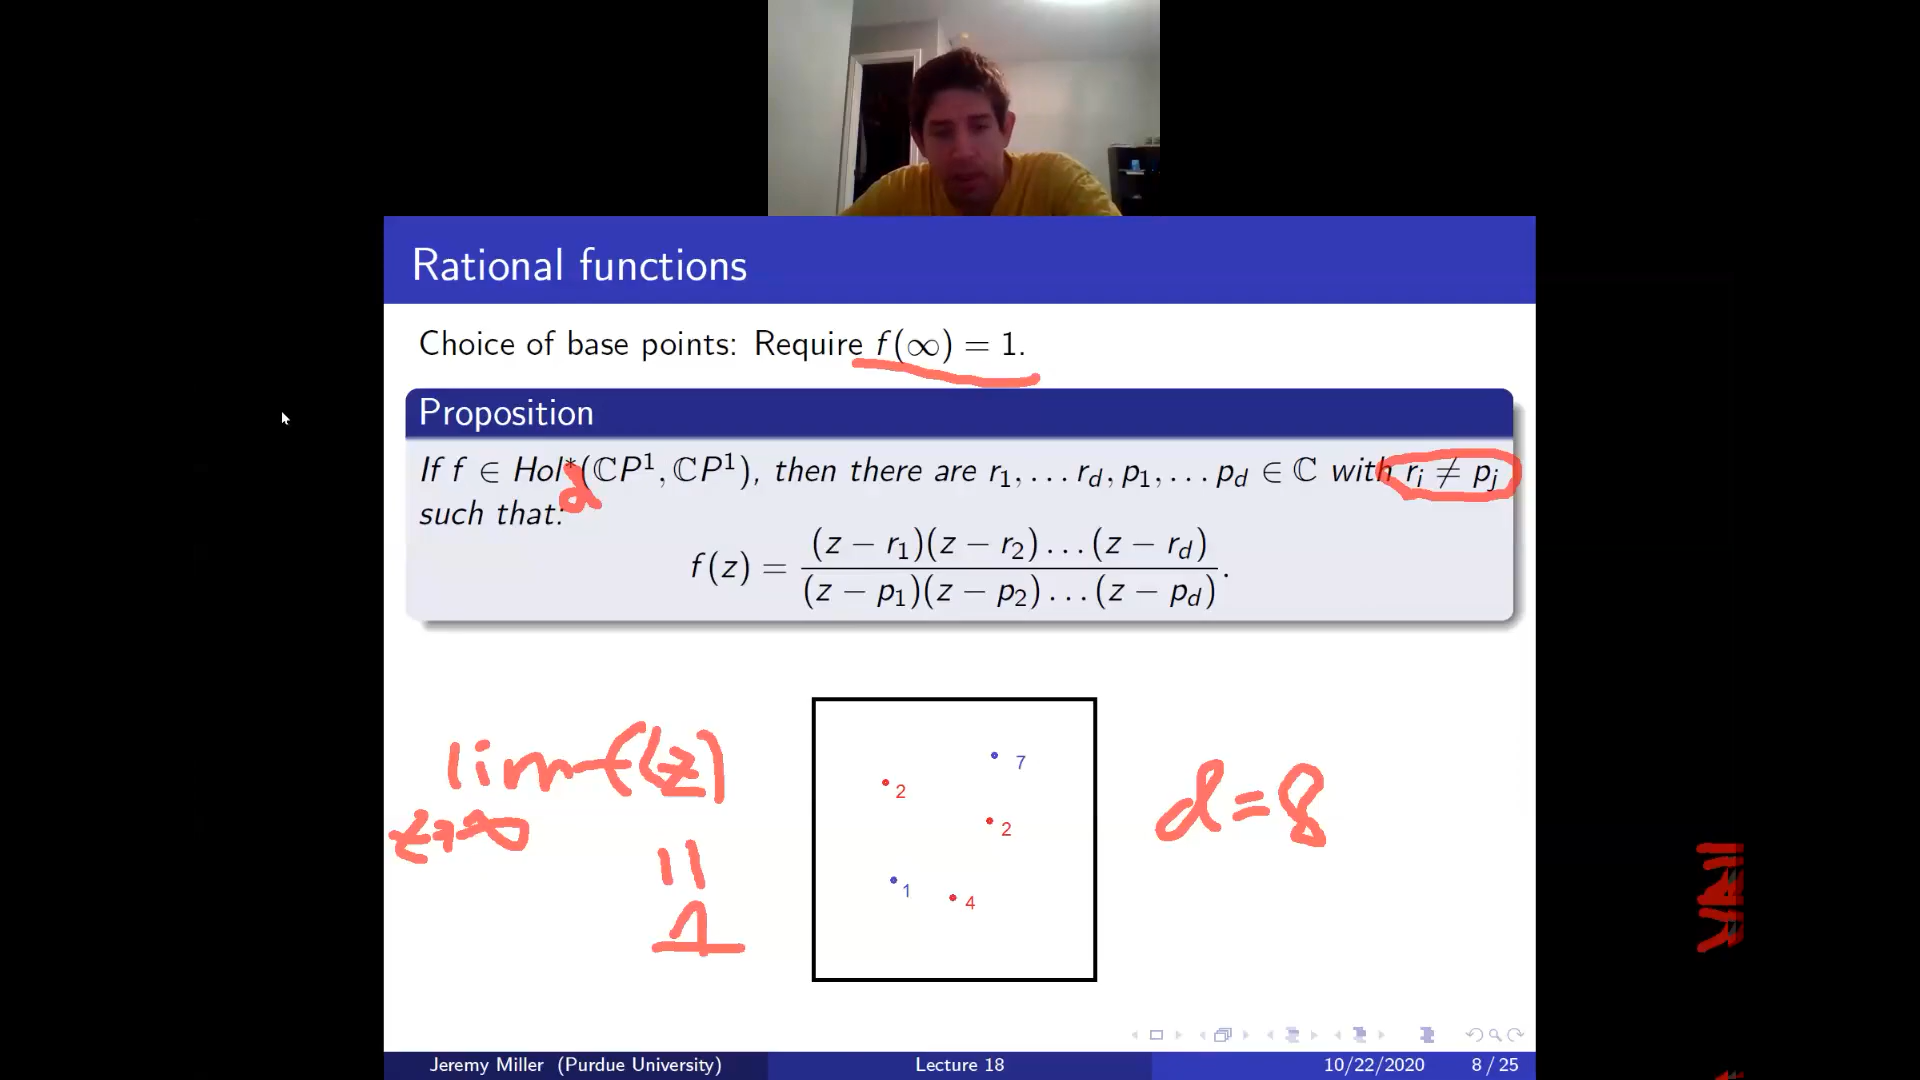 Rational functions
Choice of base points: Require f(∞) = 1.
Proposition
If f ∈ Hol*_d(ℂP¹, ℂP¹), then there are r₁, … r_d, p₁, … p_d ∈ ℂ with r_i ≠ p_j
such that:
f(z) = (z − r₁)(z − r₂) … (z − r_d) / (z − p₁)(z − p₂) … (z − p_d).
lim f(z)
z→∞
||
1
7
2
2
1
4
d=8
Jeremy Miller (Purdue University) Lecture 18 10/22/2020 8 / 25